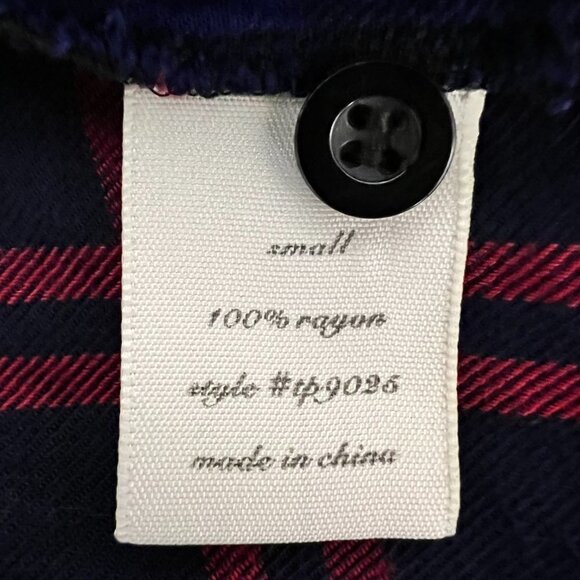 small
100% rayon
style #tp9025
made in china